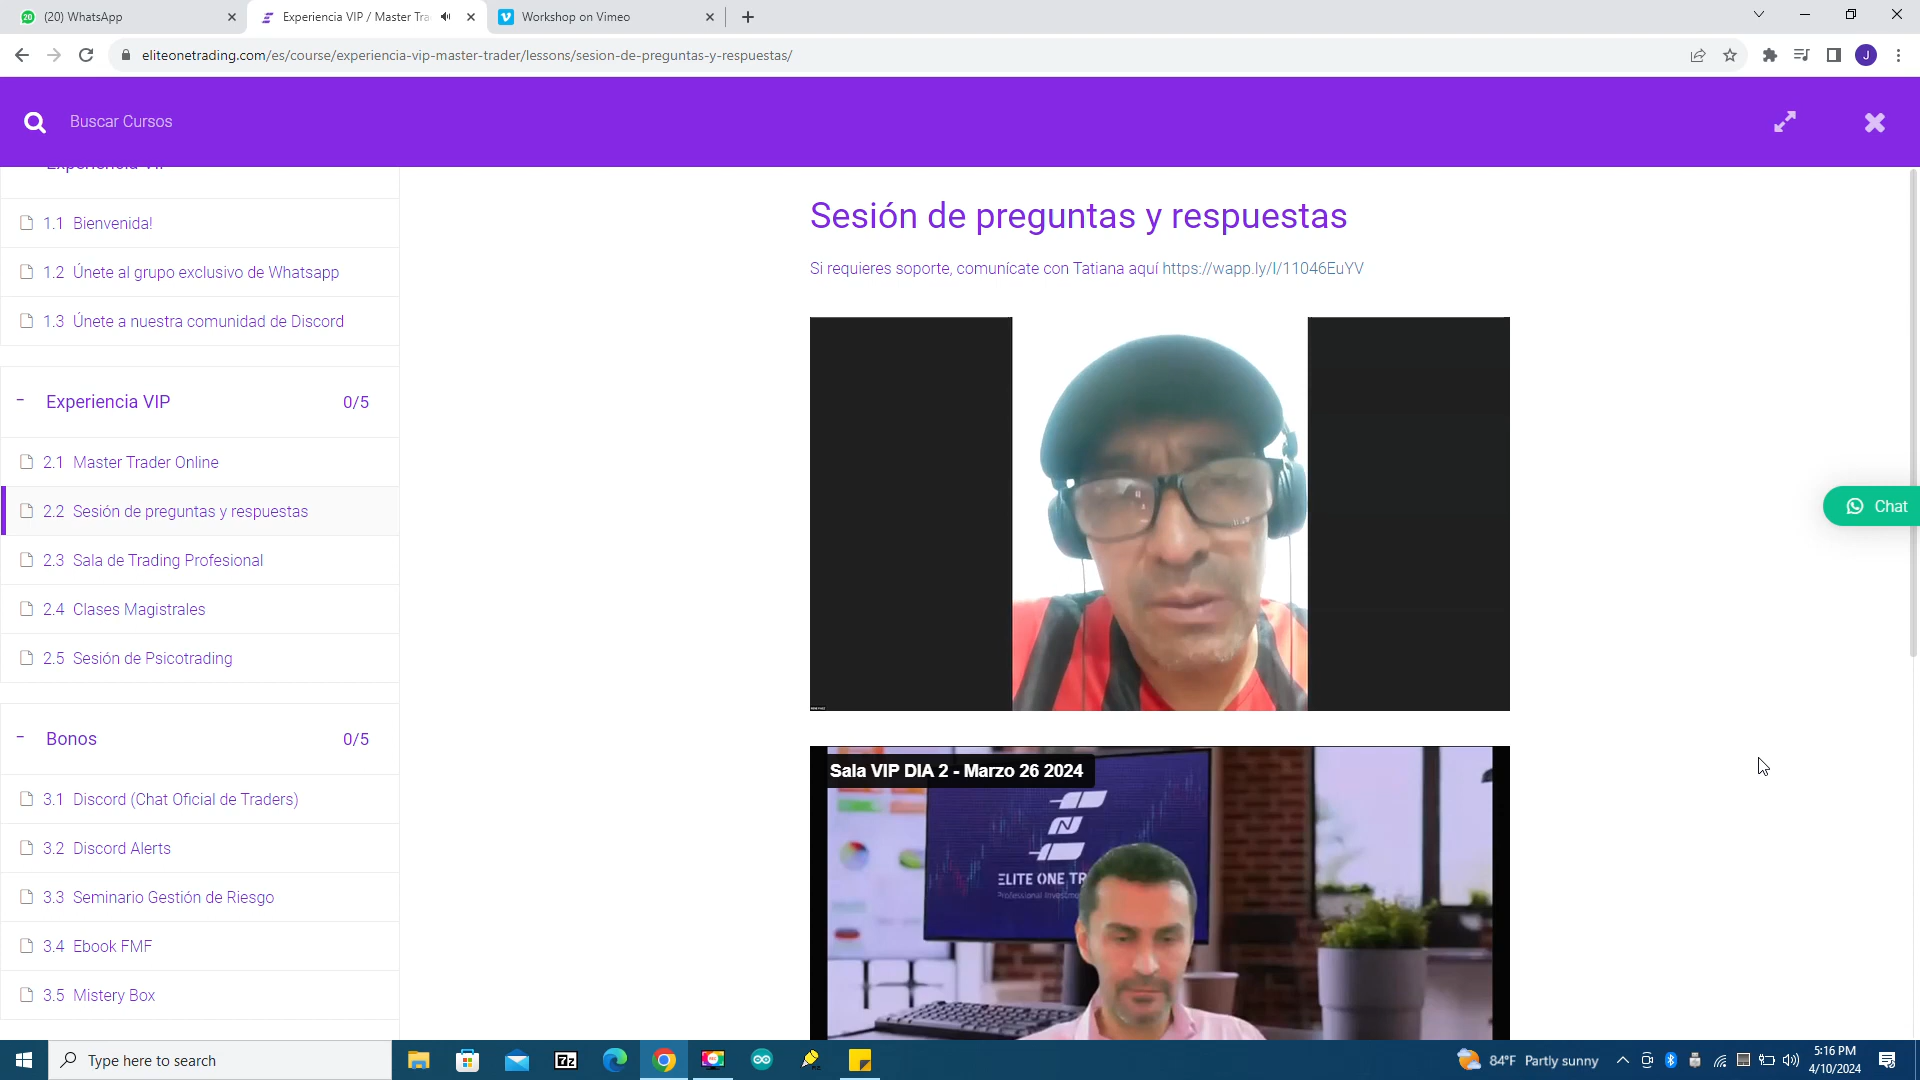 (20) WhatsApp
Experiencia VIP / Master Tra
Workshop on Vimeo
eliteonetrading.com/es/course/experiencia-vip-master-trader/lessons/sesion-de-preguntas-y-respuestas/
J
Buscar Cursos
Experiencia VIP
1.1 Bienvenida!
1.2 Únete al grupo exclusivo de Whatsapp
1.3 Únete a nuestra comunidad de Discord
- Experiencia VIP 0/5
2.1 Master Trader Online
2.2 Sesión de preguntas y respuestas
2.3 Sala de Trading Profesional
2.4 Clases Magistrales
2.5 Sesión de Psicotrading
- Bonos 0/5
3.1 Discord (Chat Oficial de Traders)
3.2 Discord Alerts
3.3 Seminario Gestión de Riesgo
3.4 Ebook FMF
3.5 Mistery Box
Sesión de preguntas y respuestas
Si requieres soporte, comunícate con Tatiana aquí https://wapp.ly/l/11046EuYV
Sala VIP DIA 2 - Marzo 26 2024
ELITE ONE TR
Professional Investme
Chat
Type here to search
7z
84°F Partly sunny
5:16 PM
4/10/2024